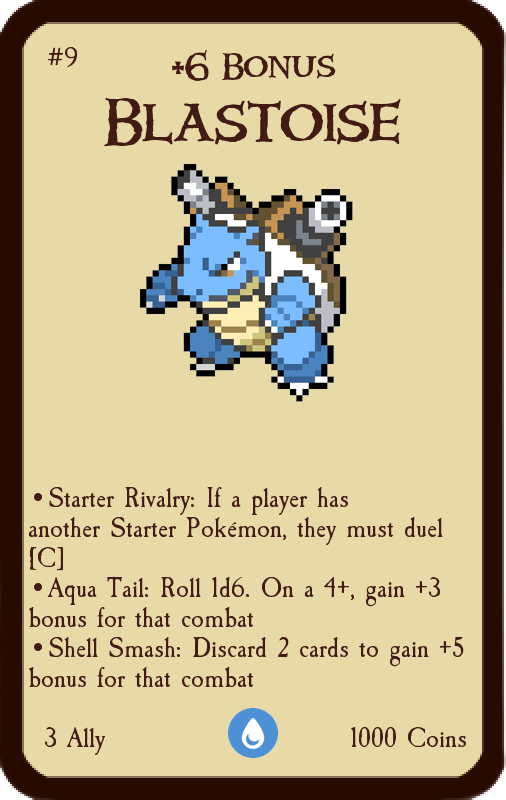 #9
+6 Bonus
Blastoise
•Starter Rivalry: If a player has
another Starter Pokémon, they must duel
[C]
•Aqua Tail: Roll 1d6. On a 4+, gain +3
bonus for that combat
•Shell Smash: Discard 2 cards to gain +5
bonus for that combat
3 Ally
1000 Coins